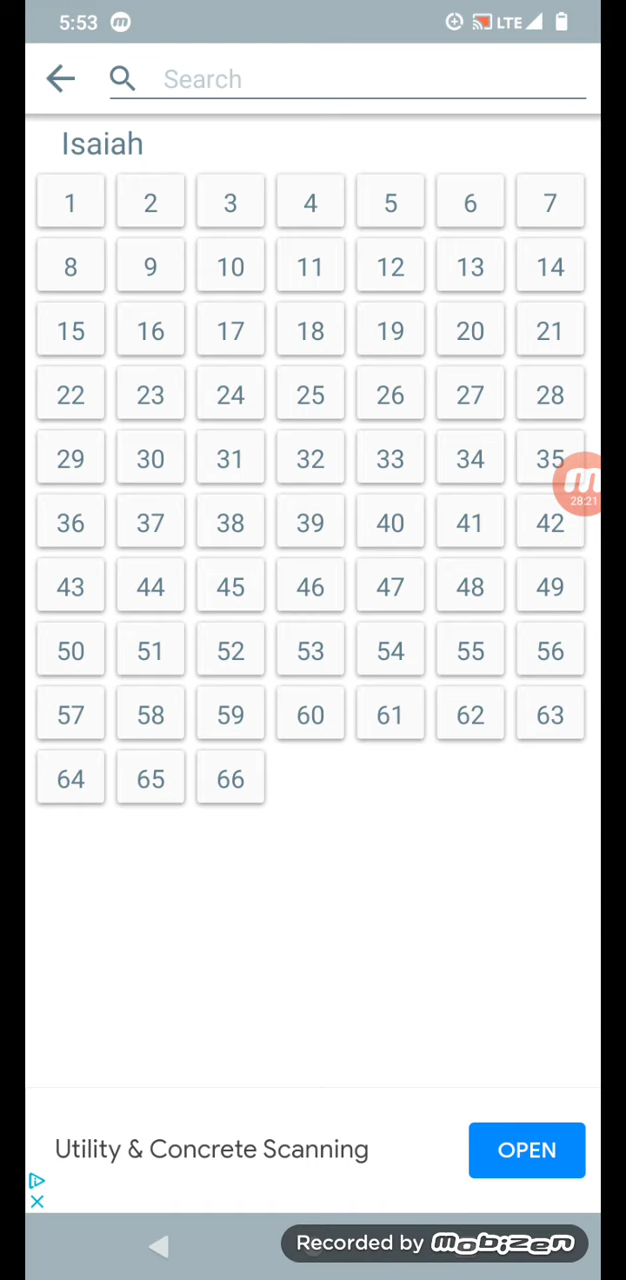 5:53 LTE
Search
Isaiah
1 2 3 4 5 6 7
8 9 10 11 12 13 14
15 16 17 18 19 20 21
22 23 24 25 26 27 28
29 30 31 32 33 34 35
28:21
36 37 38 39 40 41 42
43 44 45 46 47 48 49
50 51 52 53 54 55 56
57 58 59 60 61 62 63
64 65 66
Utility & Concrete Scanning OPEN
Recorded by mobizen